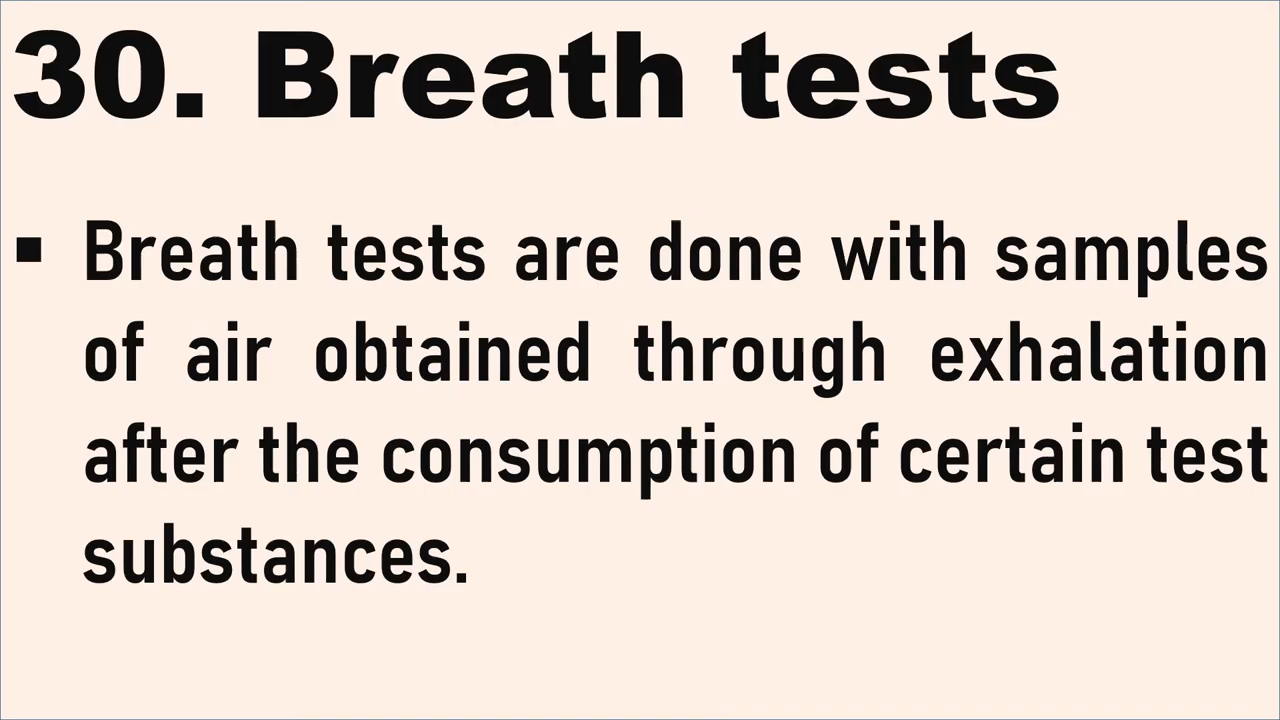 30. Breath tests
▪ Breath tests are done with samples
of air obtained through exhalation
after the consumption of certain test
substances.